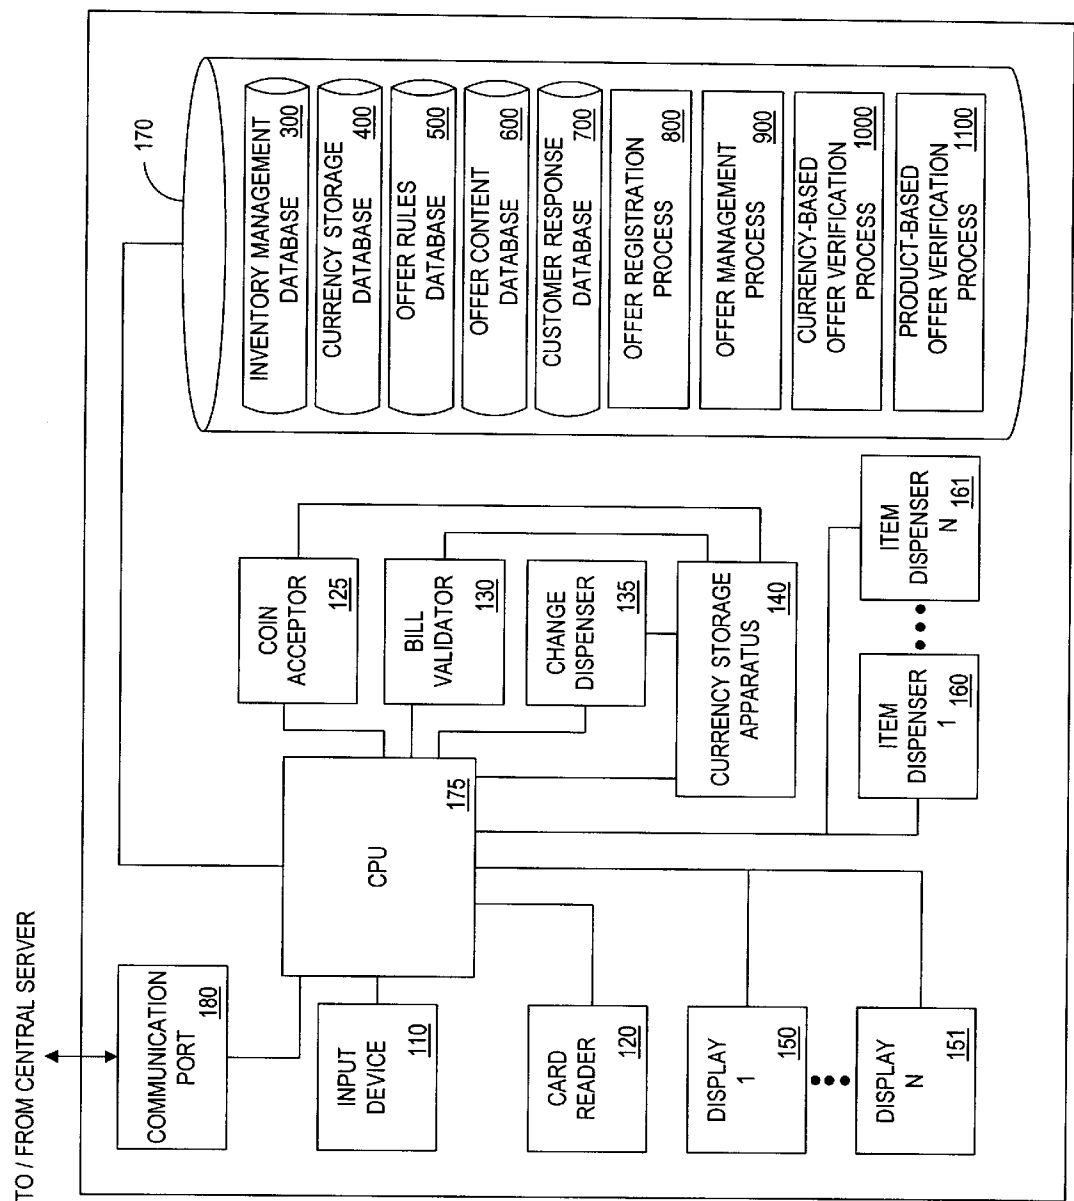 TO / FROM CENTRAL SERVER
COMMUNICATION
PORT
180
INPUT
DEVICE
110
CARD
READER
120
DISPLAY
1
150
DISPLAY
N
151
CPU
175
COIN
ACCEPTOR
125
BILL
VALIDATOR
130
CHANGE
DISPENSER
135
CURRENCY STORAGE
APPARATUS
140
ITEM
DISPENSER
1
160
ITEM
DISPENSER
N
161
170
INVENTORY MANAGEMENT
DATABASE
300
CURRENCY STORAGE
DATABASE
400
OFFER RULES
DATABASE
500
OFFER CONTENT
DATABASE
600
CUSTOMER RESPONSE
DATABASE
700
OFFER REGISTRATION
PROCESS
800
OFFER MANAGEMENT
PROCESS
900
CURRENCY-BASED
OFFER VERIFICATION
PROCESS
1000
PRODUCT-BASED
OFFER VERIFICATION
PROCESS
1100